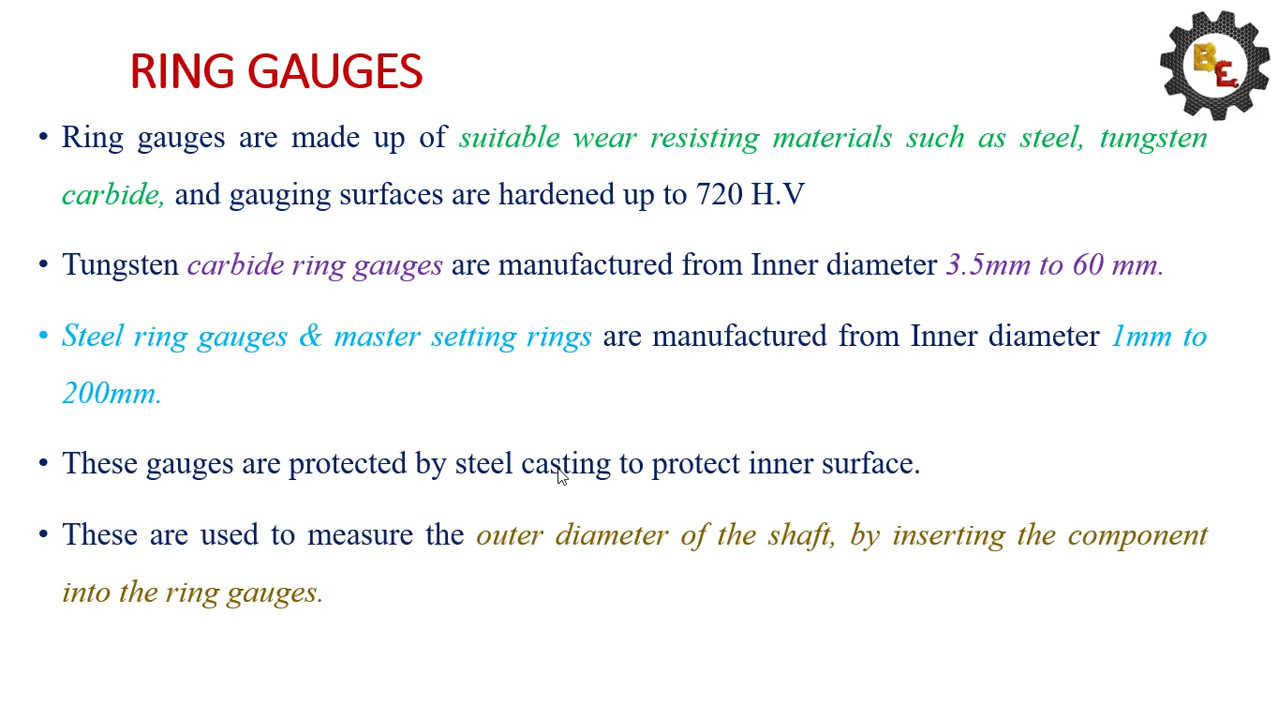 RING GAUGES
BE
• Ring gauges are made up of suitable wear resisting materials such as steel, tungsten
carbide, and gauging surfaces are hardened up to 720 H.V
• Tungsten carbide ring gauges are manufactured from Inner diameter 3.5mm to 60 mm.
• Steel ring gauges & master setting rings are manufactured from Inner diameter 1mm to
200mm.
• These gauges are protected by steel casting to protect inner surface.
• These are used to measure the outer diameter of the shaft, by inserting the component
into the ring gauges.